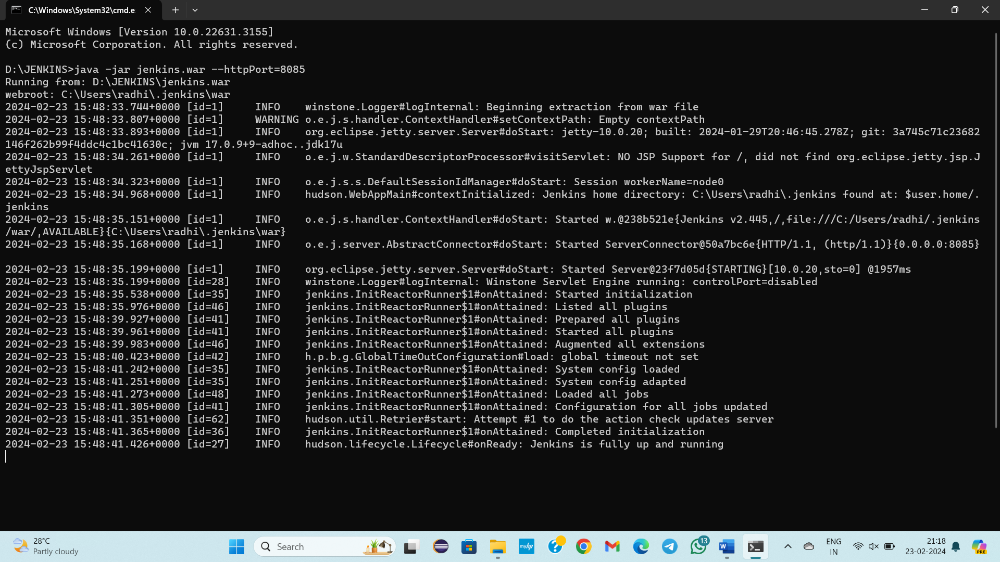 C:\Windows\System32\cmd.e
Microsoft Windows [Version 10.0.22631.3155]
(c) Microsoft Corporation. All rights reserved.
D:\JENKINS>java -jar jenkins.war --httpPort=8085
Running from: D:\JENKINS\jenkins.war
webroot: C:\Users\radhi\.jenkins\war
2024-02-23 15:48:33.744+0000 [id=1]     INFO    winstone.Logger#logInternal: Beginning extraction from war file
2024-02-23 15:48:33.807+0000 [id=1]     WARNING o.e.j.s.handler.ContextHandler#setContextPath: Empty contextPath
2024-02-23 15:48:33.893+0000 [id=1]     INFO    org.eclipse.jetty.server.Server#doStart: jetty-10.0.20; built: 2024-01-29T20:46:45.278Z; git: 3a745c71c23682
146f262b99f4ddc4c1bc41630c; jvm 17.0.9+9-adhoc..jdk17u
2024-02-23 15:48:34.261+0000 [id=1]     INFO    o.e.j.w.StandardDescriptorProcessor#visitServlet: NO JSP Support for /, did not find org.eclipse.jetty.jsp.J
ettyJspServlet
2024-02-23 15:48:34.323+0000 [id=1]     INFO    o.e.j.s.s.DefaultSessionIdManager#doStart: Session workerName=node0
2024-02-23 15:48:34.968+0000 [id=1]     INFO    hudson.WebAppMain#contextInitialized: Jenkins home directory: C:\Users\radhi\.jenkins found at: $user.home/.
jenkins
2024-02-23 15:48:35.151+0000 [id=1]     INFO    o.e.j.s.handler.ContextHandler#doStart: Started w.@238b521e{Jenkins v2.445,/,file:///C:/Users/radhi/.jenkins
/war/,AVAILABLE}{C:\Users\radhi\.jenkins\war}
2024-02-23 15:48:35.168+0000 [id=1]     INFO    o.e.j.server.AbstractConnector#doStart: Started ServerConnector@50a7bc6e{HTTP/1.1, (http/1.1)}{0.0.0.0:8085}
2024-02-23 15:48:35.199+0000 [id=1]     INFO    org.eclipse.jetty.server.Server#doStart: Started Server@23f7d05d{STARTING}[10.0.20,sto=0] @1957ms
2024-02-23 15:48:35.199+0000 [id=28]    INFO    winstone.Logger#logInternal: Winstone Servlet Engine running: controlPort=disabled
2024-02-23 15:48:35.538+0000 [id=35]    INFO    jenkins.InitReactorRunner$1#onAttained: Started initialization
2024-02-23 15:48:35.976+0000 [id=46]    INFO    jenkins.InitReactorRunner$1#onAttained: Listed all plugins
2024-02-23 15:48:39.927+0000 [id=41]    INFO    jenkins.InitReactorRunner$1#onAttained: Prepared all plugins
2024-02-23 15:48:39.961+0000 [id=41]    INFO    jenkins.InitReactorRunner$1#onAttained: Started all plugins
2024-02-23 15:48:39.983+0000 [id=46]    INFO    jenkins.InitReactorRunner$1#onAttained: Augmented all extensions
2024-02-23 15:48:40.423+0000 [id=42]    INFO    h.p.b.g.GlobalTimeOutConfiguration#load: global timeout not set
2024-02-23 15:48:41.242+0000 [id=35]    INFO    jenkins.InitReactorRunner$1#onAttained: System config loaded
2024-02-23 15:48:41.251+0000 [id=35]    INFO    jenkins.InitReactorRunner$1#onAttained: System config adapted
2024-02-23 15:48:41.273+0000 [id=48]    INFO    jenkins.InitReactorRunner$1#onAttained: Loaded all jobs
2024-02-23 15:48:41.305+0000 [id=41]    INFO    jenkins.InitReactorRunner$1#onAttained: Configuration for all jobs updated
2024-02-23 15:48:41.351+0000 [id=62]    INFO    hudson.util.Retrier#start: Attempt #1 to do the action check updates server
2024-02-23 15:48:41.365+0000 [id=36]    INFO    jenkins.InitReactorRunner$1#onAttained: Completed initialization
2024-02-23 15:48:41.426+0000 [id=27]    INFO    hudson.lifecycle.Lifecycle#onReady: Jenkins is fully up and running
28°C
Partly cloudy
Search
myhp
13
W
ENG
IN
21:18
23-02-2024
PRE